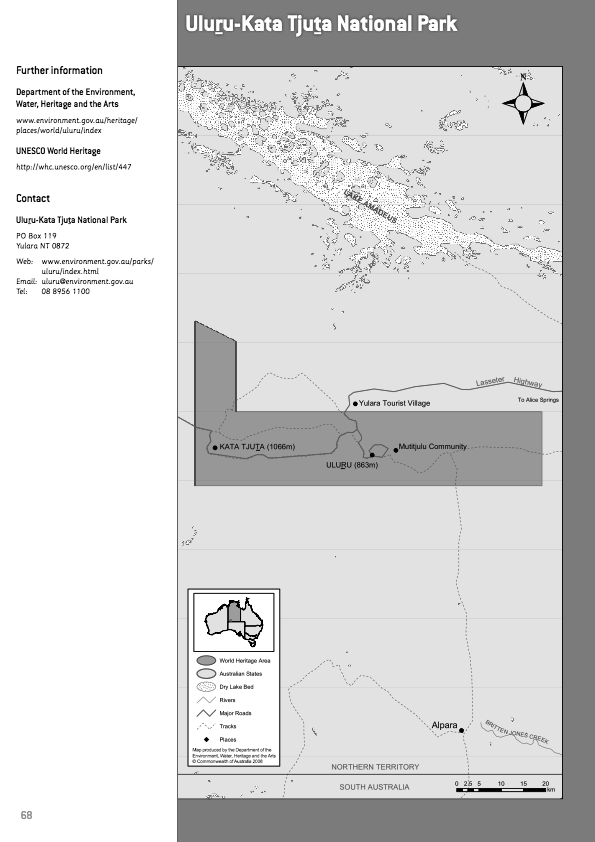 Uluṟu-Kata Tjuṯa National Park
Further information
Department of the Environment,
Water, Heritage and the Arts
www.environment.gov.au/heritage/
places/world/uluru/index
UNESCO World Heritage
http://whc.unesco.org/en/list/447
Contact
Uluṟu-Kata Tjuṯa National Park
PO Box 119
Yulara NT 0872
Web: www.environment.gov.au/parks/
uluru/index.html
Email: uluru@environment.gov.au
Tel: 08 8956 1100
N
LAKE AMADEUS
Lasseter Highway
To Alice Springs
Yulara Tourist Village
KATA TJUṮA (1066m)
Mutitjulu Community
ULUṞU (863m)
World Heritage Area
Australian States
Dry Lake Bed
Rivers
Major Roads
Tracks
Places
Map produced by the Department of the
Environment, Water, Heritage and the Arts
© Commonwealth of Australia 2008
Alpara
BRITTEN JONES CREEK
NORTHERN TERRITORY
SOUTH AUSTRALIA
0 2.5 5 10 15 20
km
68